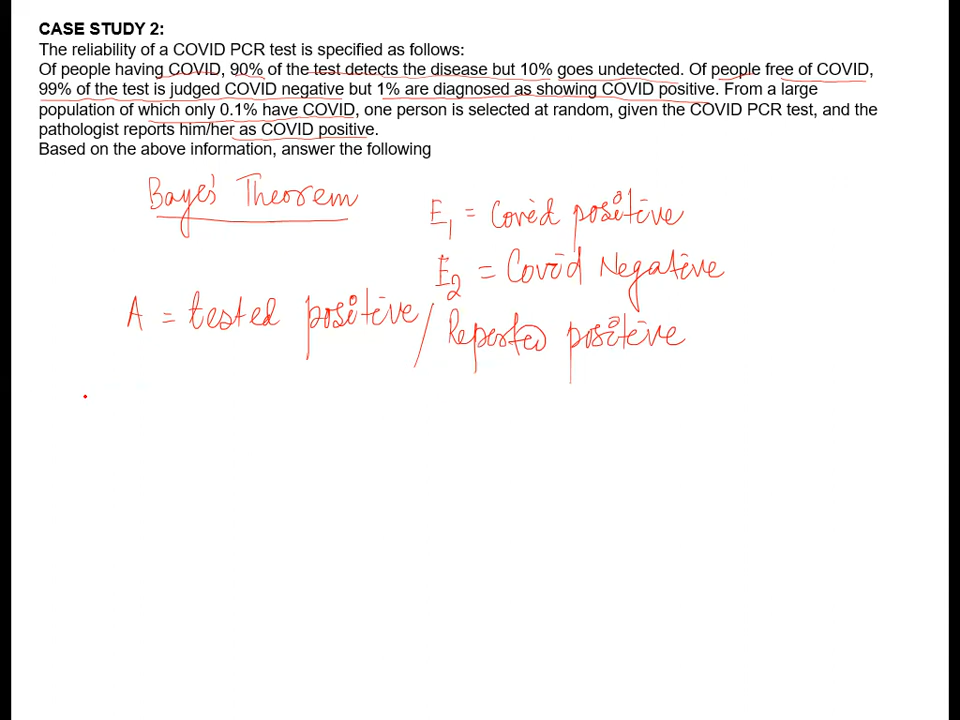 CASE STUDY 2:
The reliability of a COVID PCR test is specified as follows:
Of people having COVID, 90% of the test detects the disease but 10% goes undetected. Of people free of COVID,
99% of the test is judged COVID negative but 1% are diagnosed as showing COVID positive. From a large
population of which only 0.1% have COVID, one person is selected at random, given the COVID PCR test, and the
pathologist reports him/her as COVID positive.
Based on the above information, answer the following
Baye's Theorem
E1 = Covid positive
E2 = Covid Negative
A = tested positive / Reported positive